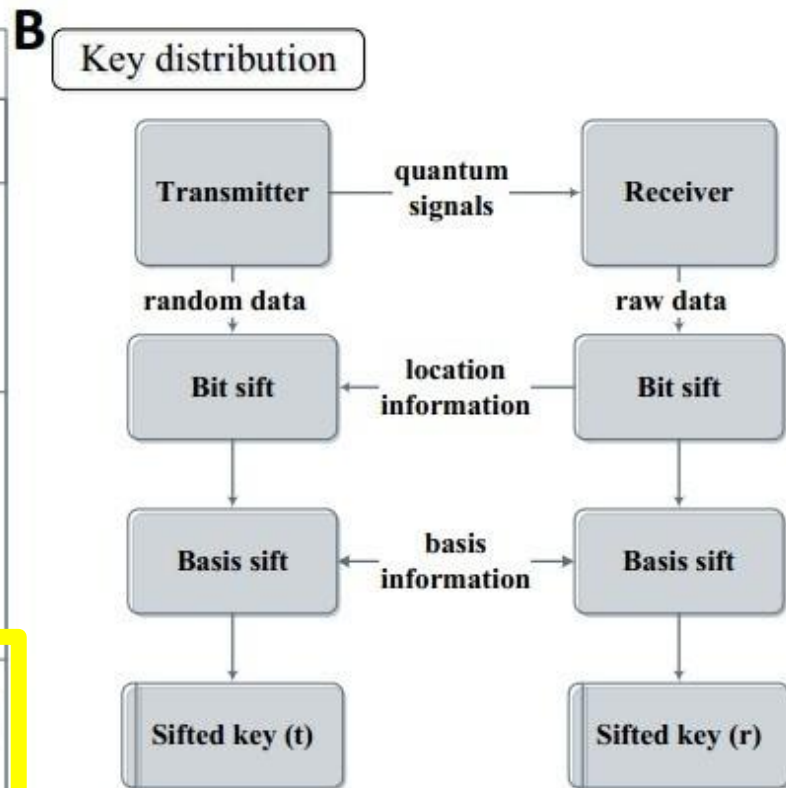 B
Key distribution
Transmitter
quantum
signals
Receiver
random data
raw data
Bit sift
location
information
Bit sift
Basis sift
basis
information
Basis sift
Sifted key (t)
Sifted key (r)